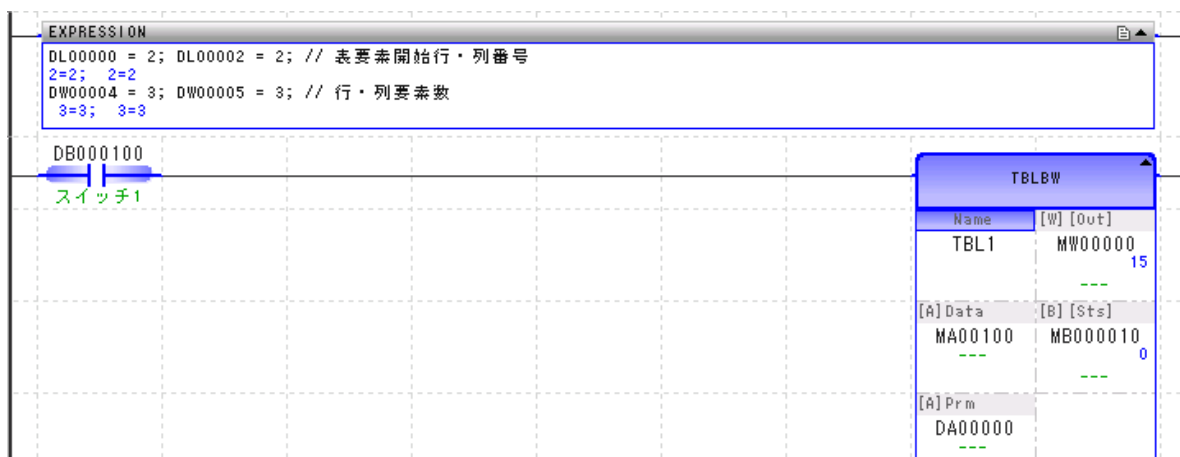 EXPRESSION
DL00000 = 2; DL00002 = 2; // 表要素開始行・列番号
2=2; 2=2
DW00004 = 3; DW00005 = 3; // 行・列要素数
3=3; 3=3
DB000100
スイッチ1
TBLBW
Name [W][Out]
TBL1 MW00000
15
---
[A]Data [B][Sts]
MA00100 MB000010
--- 0
---
[A]Prm
DA00000
---